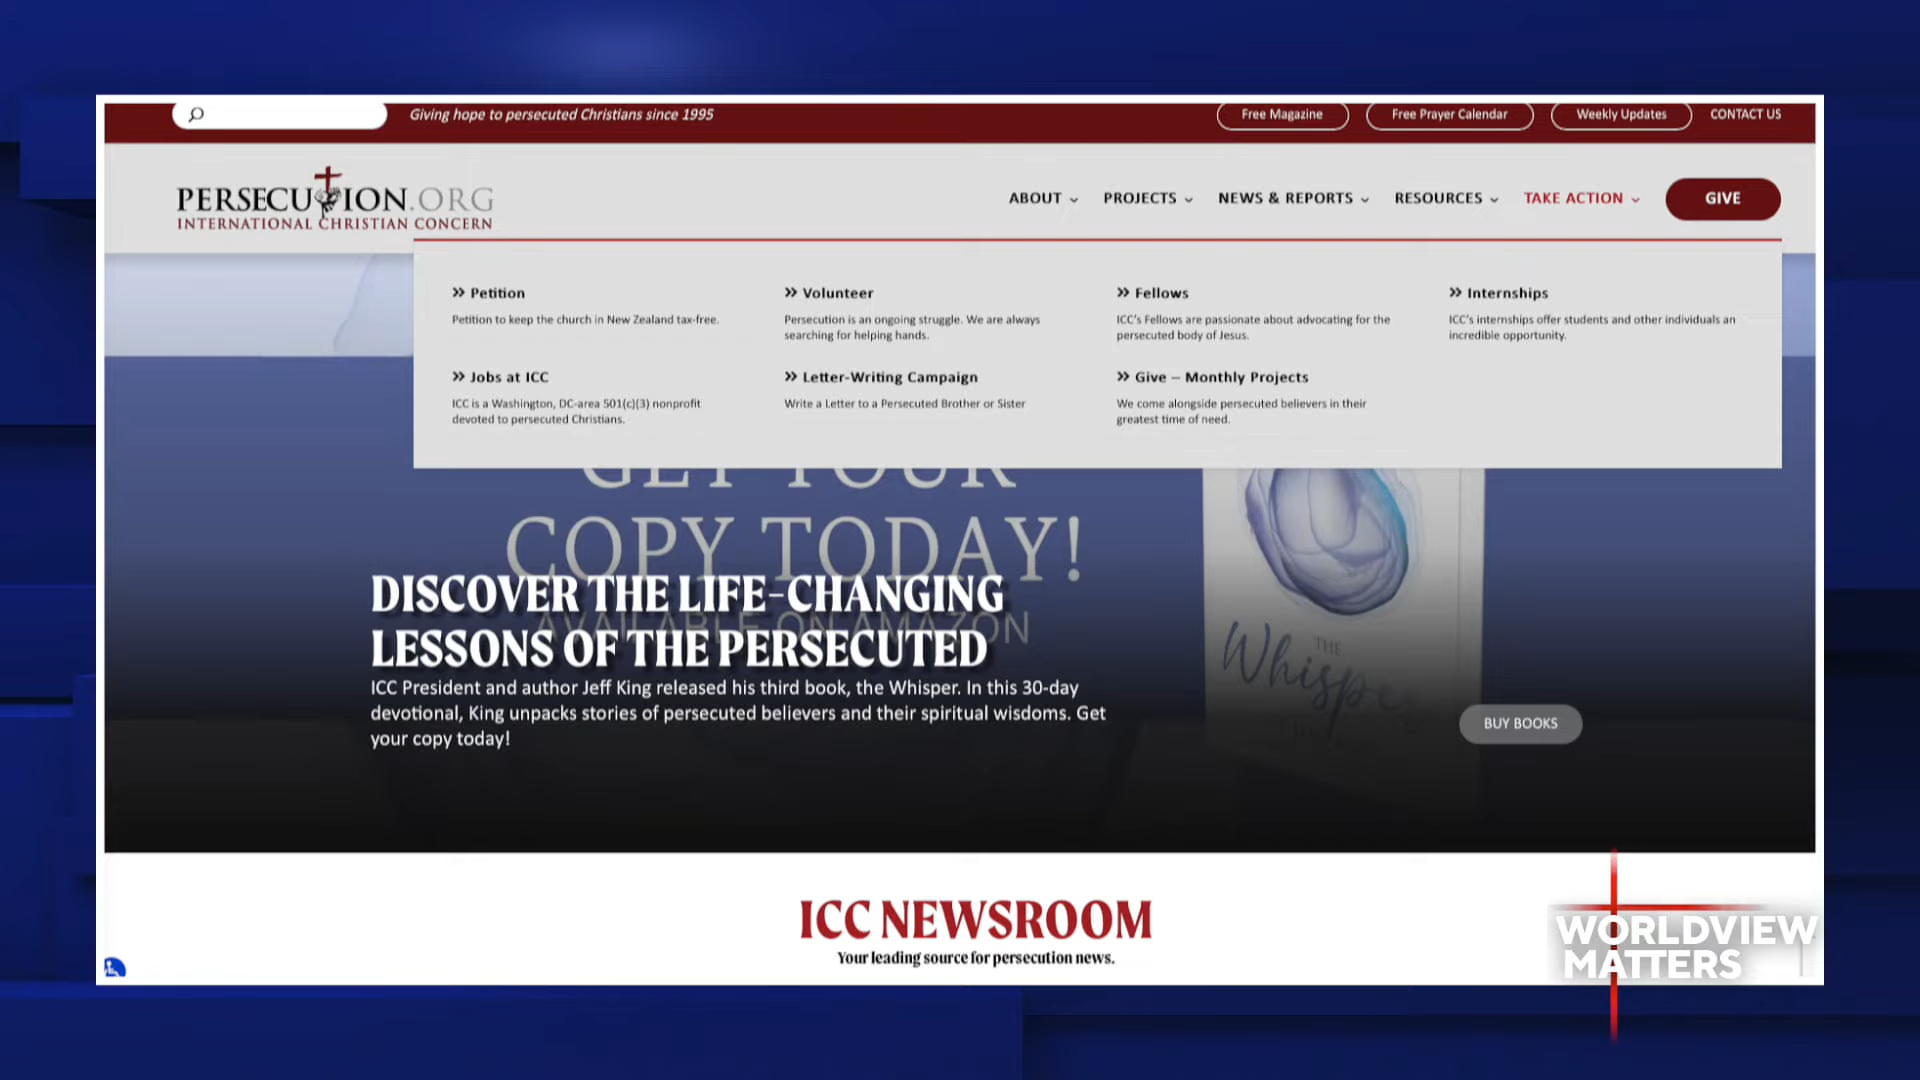 Giving hope to persecuted Christians since 1995
Free Magazine
Free Prayer Calendar
Weekly Updates
CONTACT US
PERSECUTION.ORG
INTERNATIONAL CHRISTIAN CONCERN
ABOUT
PROJECTS
NEWS & REPORTS
RESOURCES
TAKE ACTION
GIVE
» Petition
Petition to keep the church in New Zealand tax-free.
» Volunteer
Persecution is an ongoing struggle. We are always
searching for helping hands.
» Fellows
ICC's Fellows are passionate about advocating for the
persecuted body of Jesus.
» Internships
ICC's internships offer students and other individuals an
incredible opportunity.
» Jobs at ICC
ICC is a Washington, DC-area 501(c)(3) nonprofit
devoted to persecuted Christians.
» Letter-Writing Campaign
Write a Letter to a Persecuted Brother or Sister
» Give – Monthly Projects
We come alongside persecuted believers in their
greatest time of need.
GET YOUR
COPY TODAY!
AVAILABLE ON AMAZON
DISCOVER THE LIFE-CHANGING
LESSONS OF THE PERSECUTED
ICC President and author Jeff King released his third book, the Whisper. In this 30-day
devotional, King unpacks stories of persecuted believers and their spiritual wisdoms. Get
your copy today!
THE
Whisper
BUY BOOKS
ICC NEWSROOM
Your leading source for persecution news.
WORLDVIEW
MATTERS